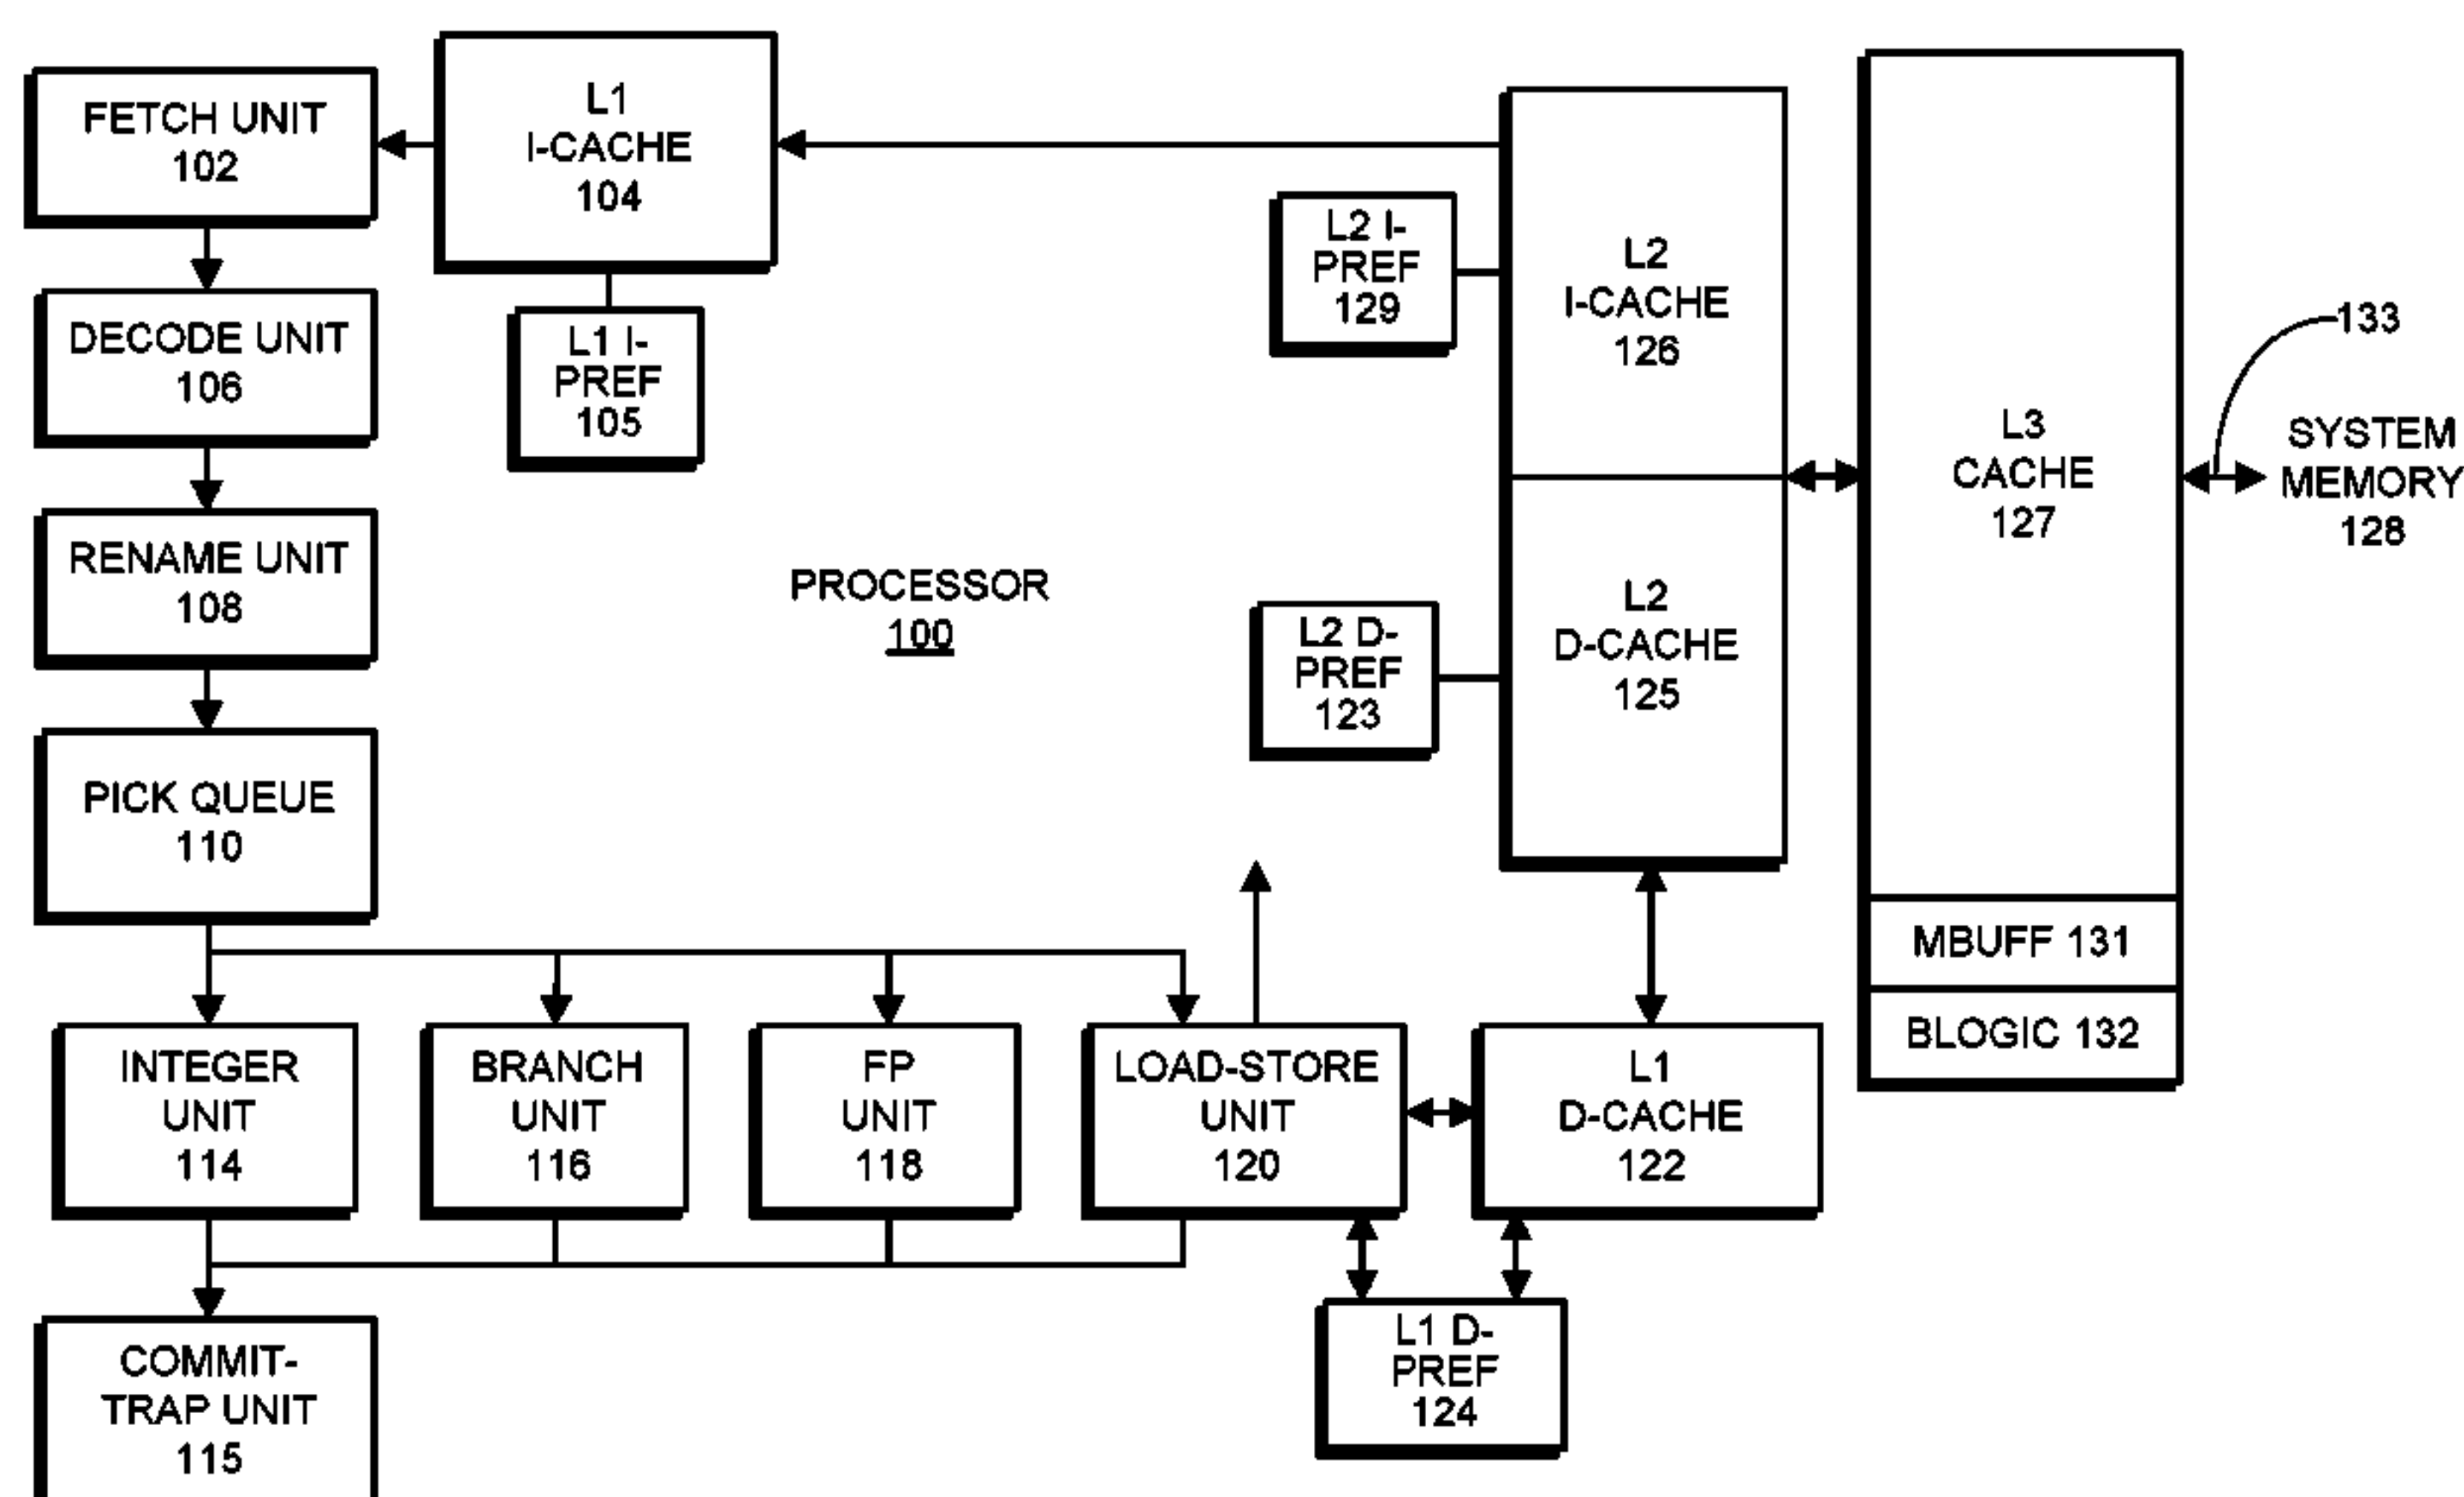 FETCH UNIT
102
L1
I-CACHE
104
L1 I-
PREF
105
DECODE UNIT
106
RENAME UNIT
108
PICK QUEUE
110
PROCESSOR
100
L2 I-
PREF
129
L2
I-CACHE
126
L2 D-
PREF
123
L2
D-CACHE
125
L3
CACHE
127
MBUFF 131
BLOGIC 132
133
SYSTEM
MEMORY
128
INTEGER
UNIT
114
BRANCH
UNIT
116
FP
UNIT
118
LOAD-STORE
UNIT
120
L1
D-CACHE
122
COMMIT-
TRAP UNIT
115
L1 D-
PREF
124